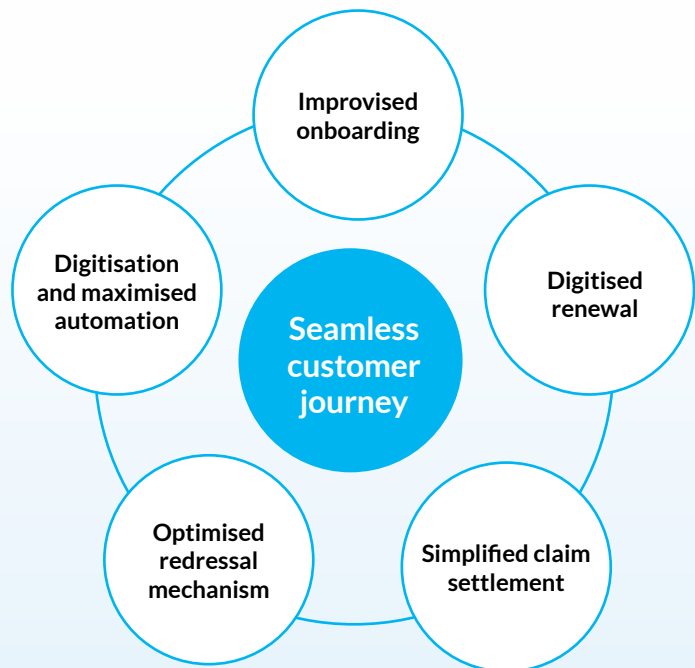 Improvised
onboarding
Digitised
renewal
Simplified claim
settlement
Optimised
redressal
mechanism
Digitisation
and maximised
automation
Seamless
customer
journey